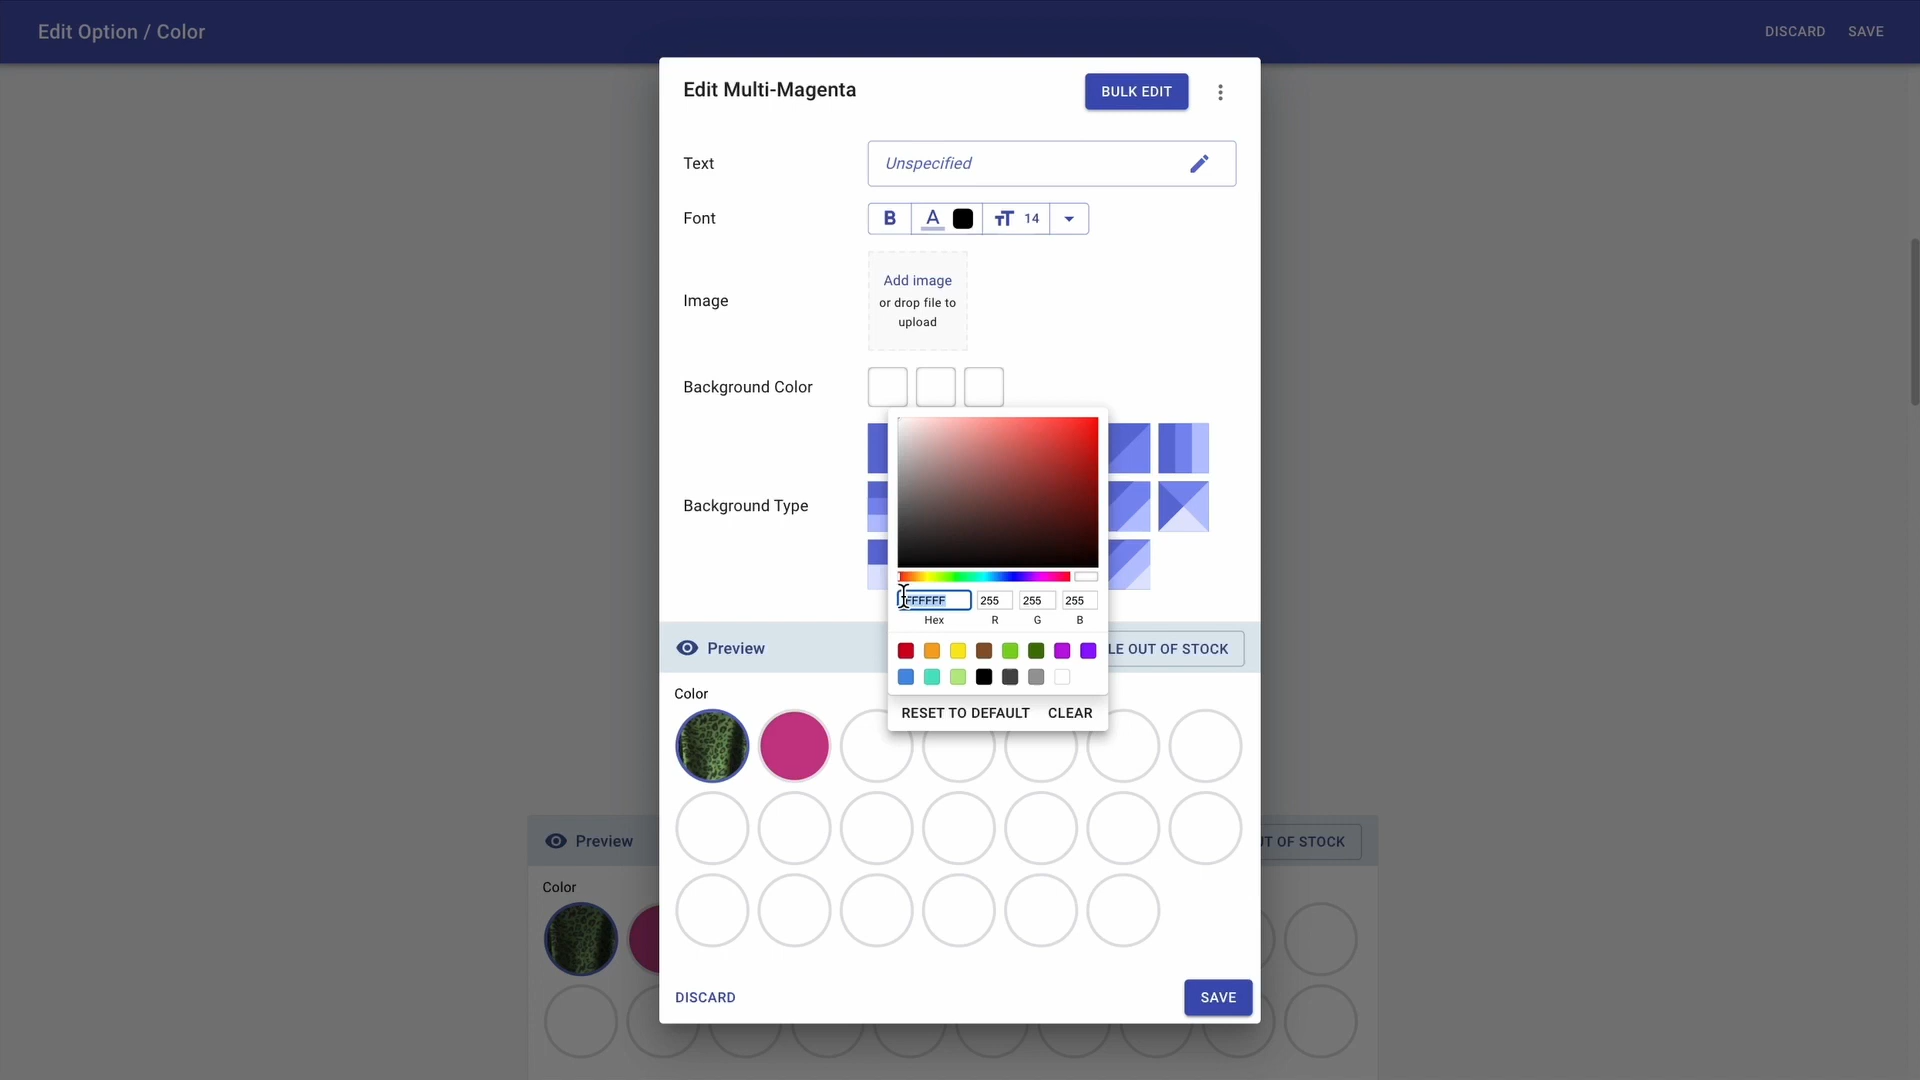 Edit Option / Color
DISCARD
SAVE
Edit Multi-Magenta
BULK EDIT
Text
Unspecified
Font
B
A
TT
14
Image
Add image
or drop file to
upload
Background Color
Background Type
FFFFFF
255
255
255
Hex
R
G
B
Preview
LE OUT OF STOCK
Color
RESET TO DEFAULT
CLEAR
Preview
UT OF STOCK
Color
DISCARD
SAVE